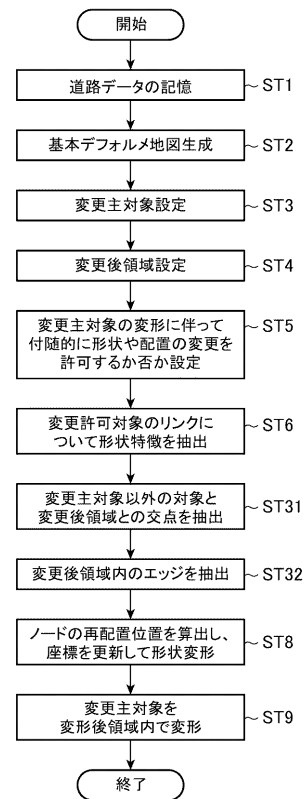 開始
道路データの記憶
ST1
基本デフォルメ地図生成
ST2
変更主対象設定
ST3
変更後領域設定
ST4
変更主対象の変形に伴って
付随的に形状や配置の変更を
許可するか否か設定
ST5
変更許可対象のリンクに
ついて形状特徴を抽出
ST6
変更主対象以外の対象と
変更後領域との交点を抽出
ST31
変更後領域内のエッジを抽出
ST32
ノードの再配置位置を算出し、
座標を更新して形状変形
ST8
変更主対象を
変形後領域内で変形
ST9
終了